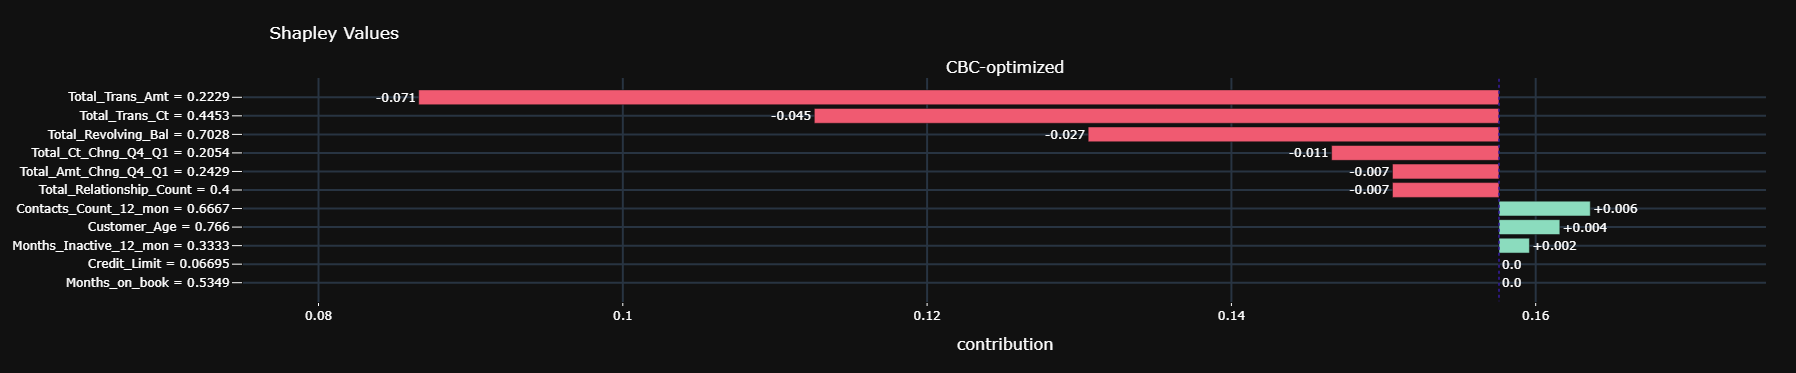 Shapley Values
CBC-optimized
Total_Trans_Amt = 0.2229
-0.071
Total_Trans_Ct = 0.4453
-0.045
Total_Revolving_Bal = 0.7028
-0.027
Total_Ct_Chng_Q4_Q1 = 0.2054
-0.011
Total_Amt_Chng_Q4_Q1 = 0.2429
-0.007
Total_Relationship_Count = 0.4
-0.007
Contacts_Count_12_mon = 0.6667
+0.006
Customer_Age = 0.766
+0.004
Months_Inactive_12_mon = 0.3333
+0.002
Credit_Limit = 0.06695
0.0
Months_on_book = 0.5349
0.0
0.08 0.1 0.12 0.14 0.16
contribution